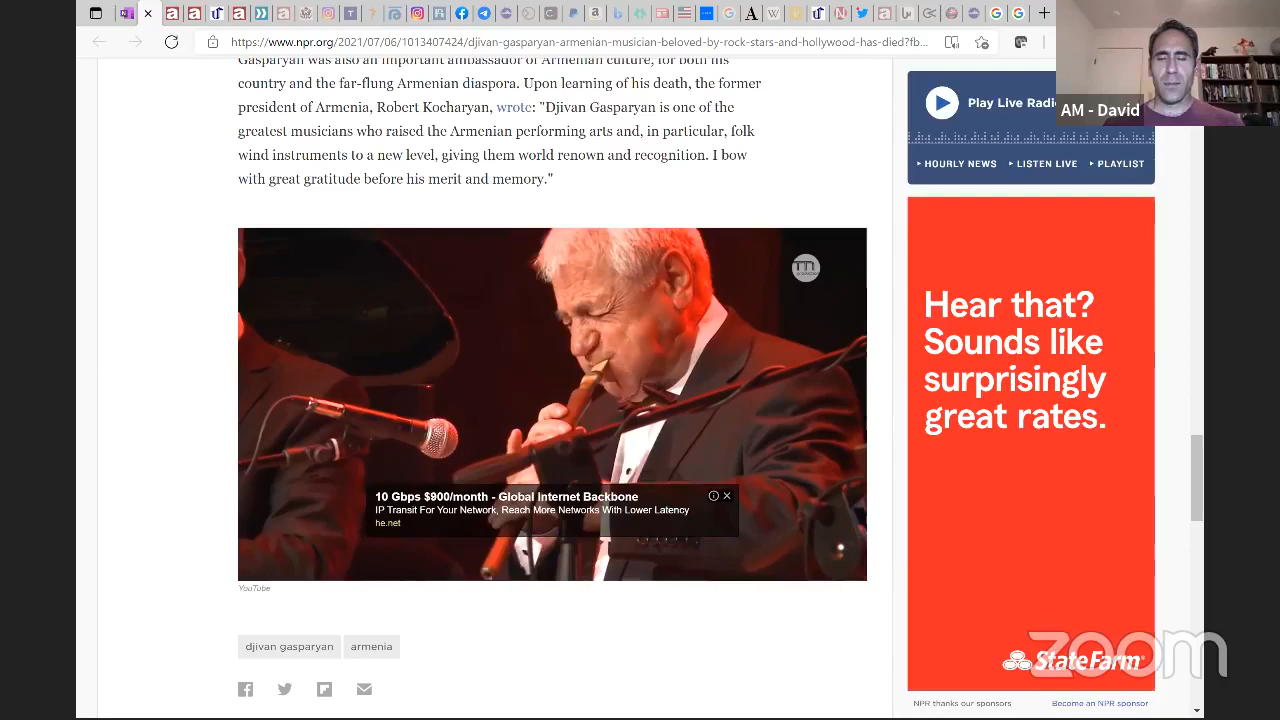 https://www.npr.org/2021/07/06/1013407424/djivan-gasparyan-armenian-musician-beloved-by-rock-stars-and-hollywood-has-died?fb...
Gasparyan was also an important ambassador of Armenian culture, for both his
country and the far-flung Armenian diaspora. Upon learning of his death, the former
president of Armenia, Robert Kocharyan, wrote: "Djivan Gasparyan is one of the
greatest musicians who raised the Armenian performing arts and, in particular, folk
wind instruments to a new level, giving them world renown and recognition. I bow
with great gratitude before his merit and memory."
10 Gbps $900/month - Global Internet Backbone
IP Transit For Your Network, Reach More Networks With Lower Latency
he.net
YouTube
djivan gasparyan
armenia
Play Live Radio
HOURLY NEWS
LISTEN LIVE
PLAYLIST
AM - David
Hear that?
Sounds like
surprisingly
great rates.
StateFarm
zoom
NPR thanks our sponsors
Become an NPR sponsor